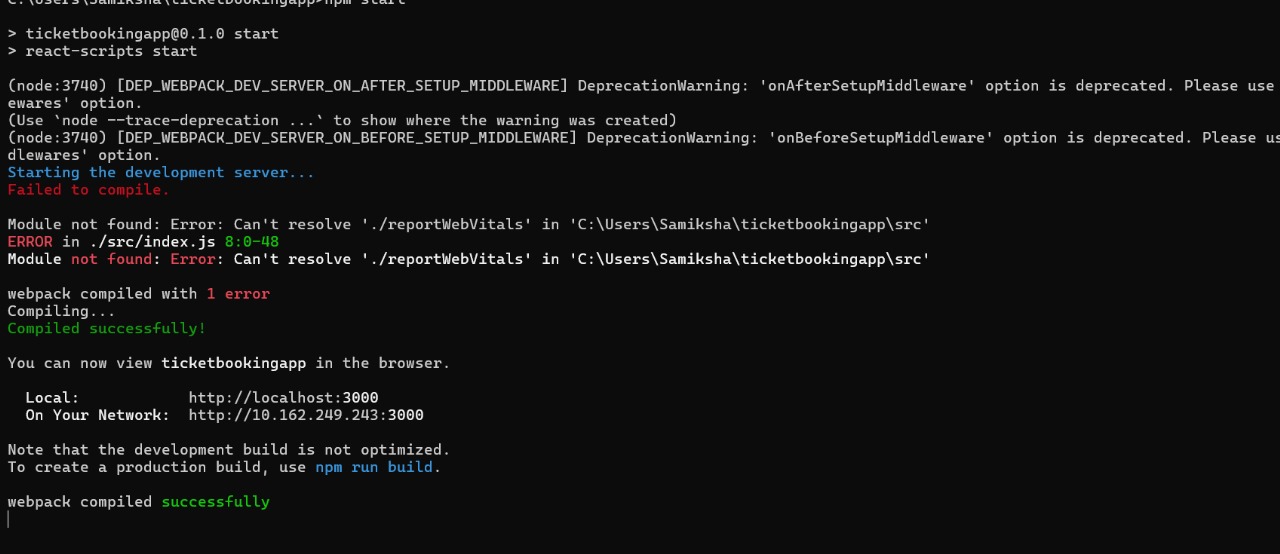 C:\Users\Samiksha\ticketbookingapp>npm start
> ticketbookingapp@0.1.0 start
> react-scripts start
(node:3740) [DEP_WEBPACK_DEV_SERVER_ON_AFTER_SETUP_MIDDLEWARE] DeprecationWarning: 'onAfterSetupMiddleware' option is deprecated. Please use
ewares' option.
(Use `node --trace-deprecation ...` to show where the warning was created)
(node:3740) [DEP_WEBPACK_DEV_SERVER_ON_BEFORE_SETUP_MIDDLEWARE] DeprecationWarning: 'onBeforeSetupMiddleware' option is deprecated. Please us
dlewares' option.
Starting the development server...
Failed to compile.
Module not found: Error: Can't resolve './reportWebVitals' in 'C:\Users\Samiksha\ticketbookingapp\src'
ERROR in ./src/index.js 8:0-48
Module not found: Error: Can't resolve './reportWebVitals' in 'C:\Users\Samiksha\ticketbookingapp\src'
webpack compiled with 1 error
Compiling...
Compiled successfully!
You can now view ticketbookingapp in the browser.
Local: http://localhost:3000
On Your Network: http://10.162.249.243:3000
Note that the development build is not optimized.
To create a production build, use npm run build.
webpack compiled successfully